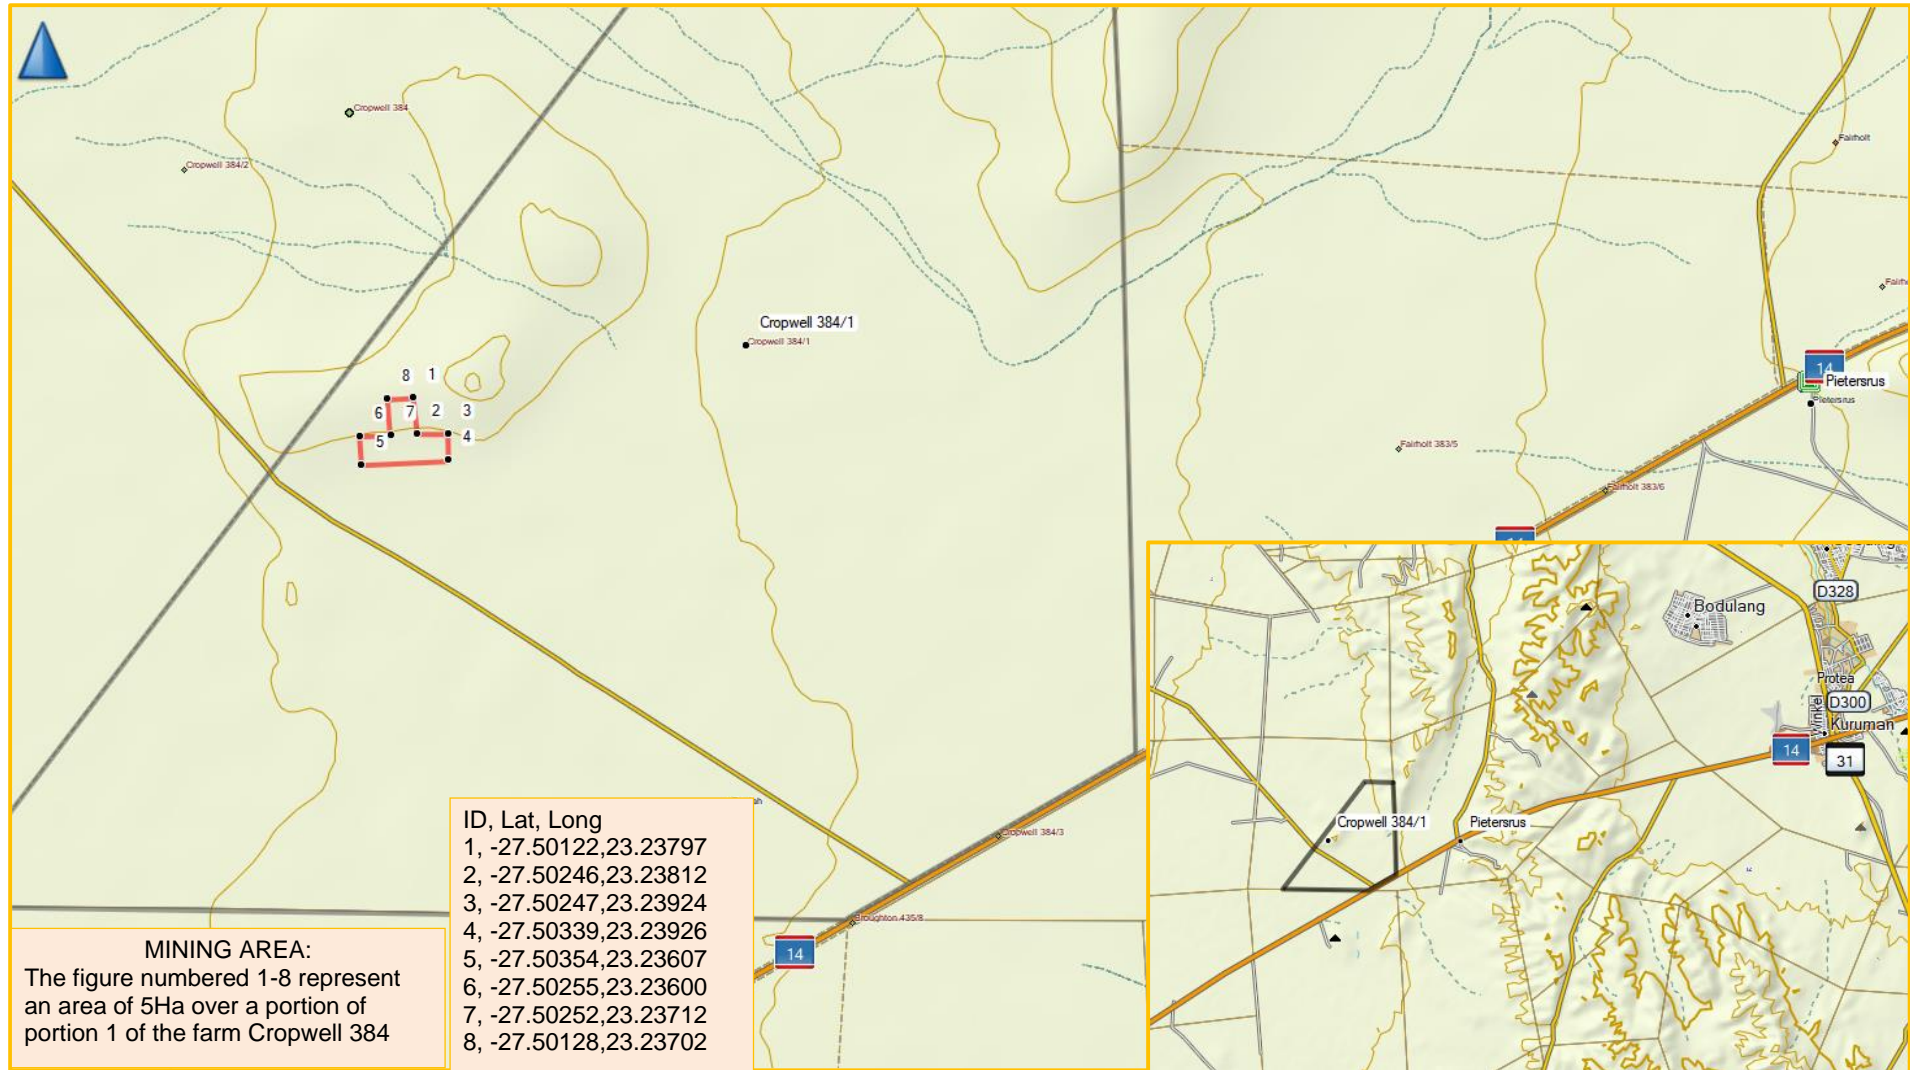 Cropwell 384
Cropwell 384/2
Fairholt
Cropwell 384/1
Cropwell 384/1
14
Pietersrus
Pietersrus
8 1
6 7 2 3
5 4
Fairholt 383/5
Fairholt 383/6
Cropwell 384/3
Broughton 435/8
14
MINING AREA:
The figure numbered 1-8 represent
an area of 5Ha over a portion of
portion 1 of the farm Cropwell 384
ID, Lat, Long
1, -27.50122,23.23797
2, -27.50246,23.23812
3, -27.50247,23.23924
4, -27.50339,23.23926
5, -27.50354,23.23607
6, -27.50255,23.23600
7, -27.50252,23.23712
8, -27.50128,23.23702
D328
Bodulang
Protea
D300
Winkel
Kuruman
14
31
Cropwell 384/1
Pietersrus